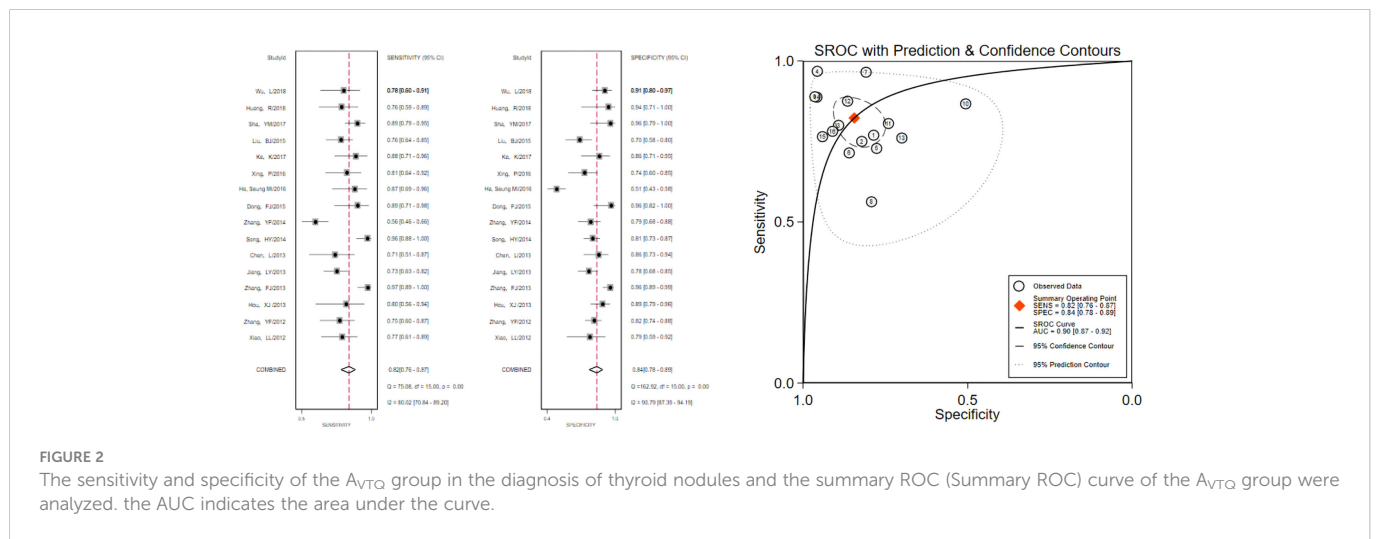 StudyId SENSITIVITY (95% CI)
Wu, L/2018 0.78 [0.60 - 0.91]
Huang, R/2018 0.76 [0.59 - 0.89]
Sha, YM/2017 0.89 [0.79 - 0.95]
Liu, BJ/2015 0.76 [0.64 - 0.85]
Ke, K/2017 0.88 [0.71 - 0.96]
Xing, P/2016 0.81 [0.64 - 0.92]
Ha, Seung MI/2016 0.87 [0.69 - 0.96]
Dong, FJ/2015 0.89 [0.71 - 0.98]
Zhang, YF/2014 0.56 [0.46 - 0.66]
Song, HY/2014 0.96 [0.88 - 1.00]
Chen, L/2013 0.71 [0.51 - 0.87]
Jiang, LY/2013 0.73 [0.63 - 0.82]
Zhang, FJ/2013 0.97 [0.89 - 1.00]
Hou, XJ/2013 0.80 [0.56 - 0.94]
Zhang, YF/2012 0.75 [0.60 - 0.87]
Xiao, LL/2012 0.77 [0.61 - 0.89]
COMBINED 0.82[0.76 - 0.87]
Q = 75.08, df = 15.00, p = 0.00
I2 = 80.02 [70.84 - 89.20]
1.0
SENSITIVITY
StudyId SPECIFICITY (95% CI)
Wu, L/2018 0.91 [0.80 - 0.97]
Huang, R/2018 0.94 [0.71 - 1.00]
Sha, YM/2017 0.96 [0.79 - 1.00]
Liu, BJ/2015 0.70 [0.58 - 0.80]
Ke, K/2017 0.86 [0.71 - 0.95]
Xing, P/2016 0.74 [0.60 - 0.85]
Ha, Seung MI/2016 0.51 [0.43 - 0.58]
Dong, FJ/2015 0.96 [0.82 - 1.00]
Zhang, YF/2014 0.79 [0.68 - 0.88]
Song, HY/2014 0.81 [0.73 - 0.87]
Chen, L/2013 0.86 [0.73 - 0.94]
Jiang, LY/2013 0.78 [0.68 - 0.85]
Zhang, FJ/2013 0.96 [0.89 - 0.99]
Hou, XJ/2013 0.89 [0.79 - 0.96]
Zhang, YF/2012 0.82 [0.74 - 0.88]
Xiao, LL/2012 0.79 [0.59 - 0.92]
COMBINED 0.84[0.78 - 0.89]
Q =162.92, df = 15.00, p = 0.00
I2 = 90.79 [87.39 - 94.19]
0.4 1.0
SPECIFICITY
SROC with Prediction & Confidence Contours
1.0
0.5
0.0
Sensitivity
4
7
12
10
11
15
16
1
13
2
6
5
8
Observed Data
Summary Operating Point
SENS = 0.82 [0.76 - 0.87]
SPEC = 0.84 [0.78 - 0.89]
SROC Curve
AUC = 0.90 [0.87 - 0.92]
95% Confidence Contour
95% Prediction Contour
1.0 0.5 0.0
Specificity
FIGURE 2
The sensitivity and specificity of the AVTQ group in the diagnosis of thyroid nodules and the summary ROC (Summary ROC) curve of the AVTQ group were
analyzed. the AUC indicates the area under the curve.